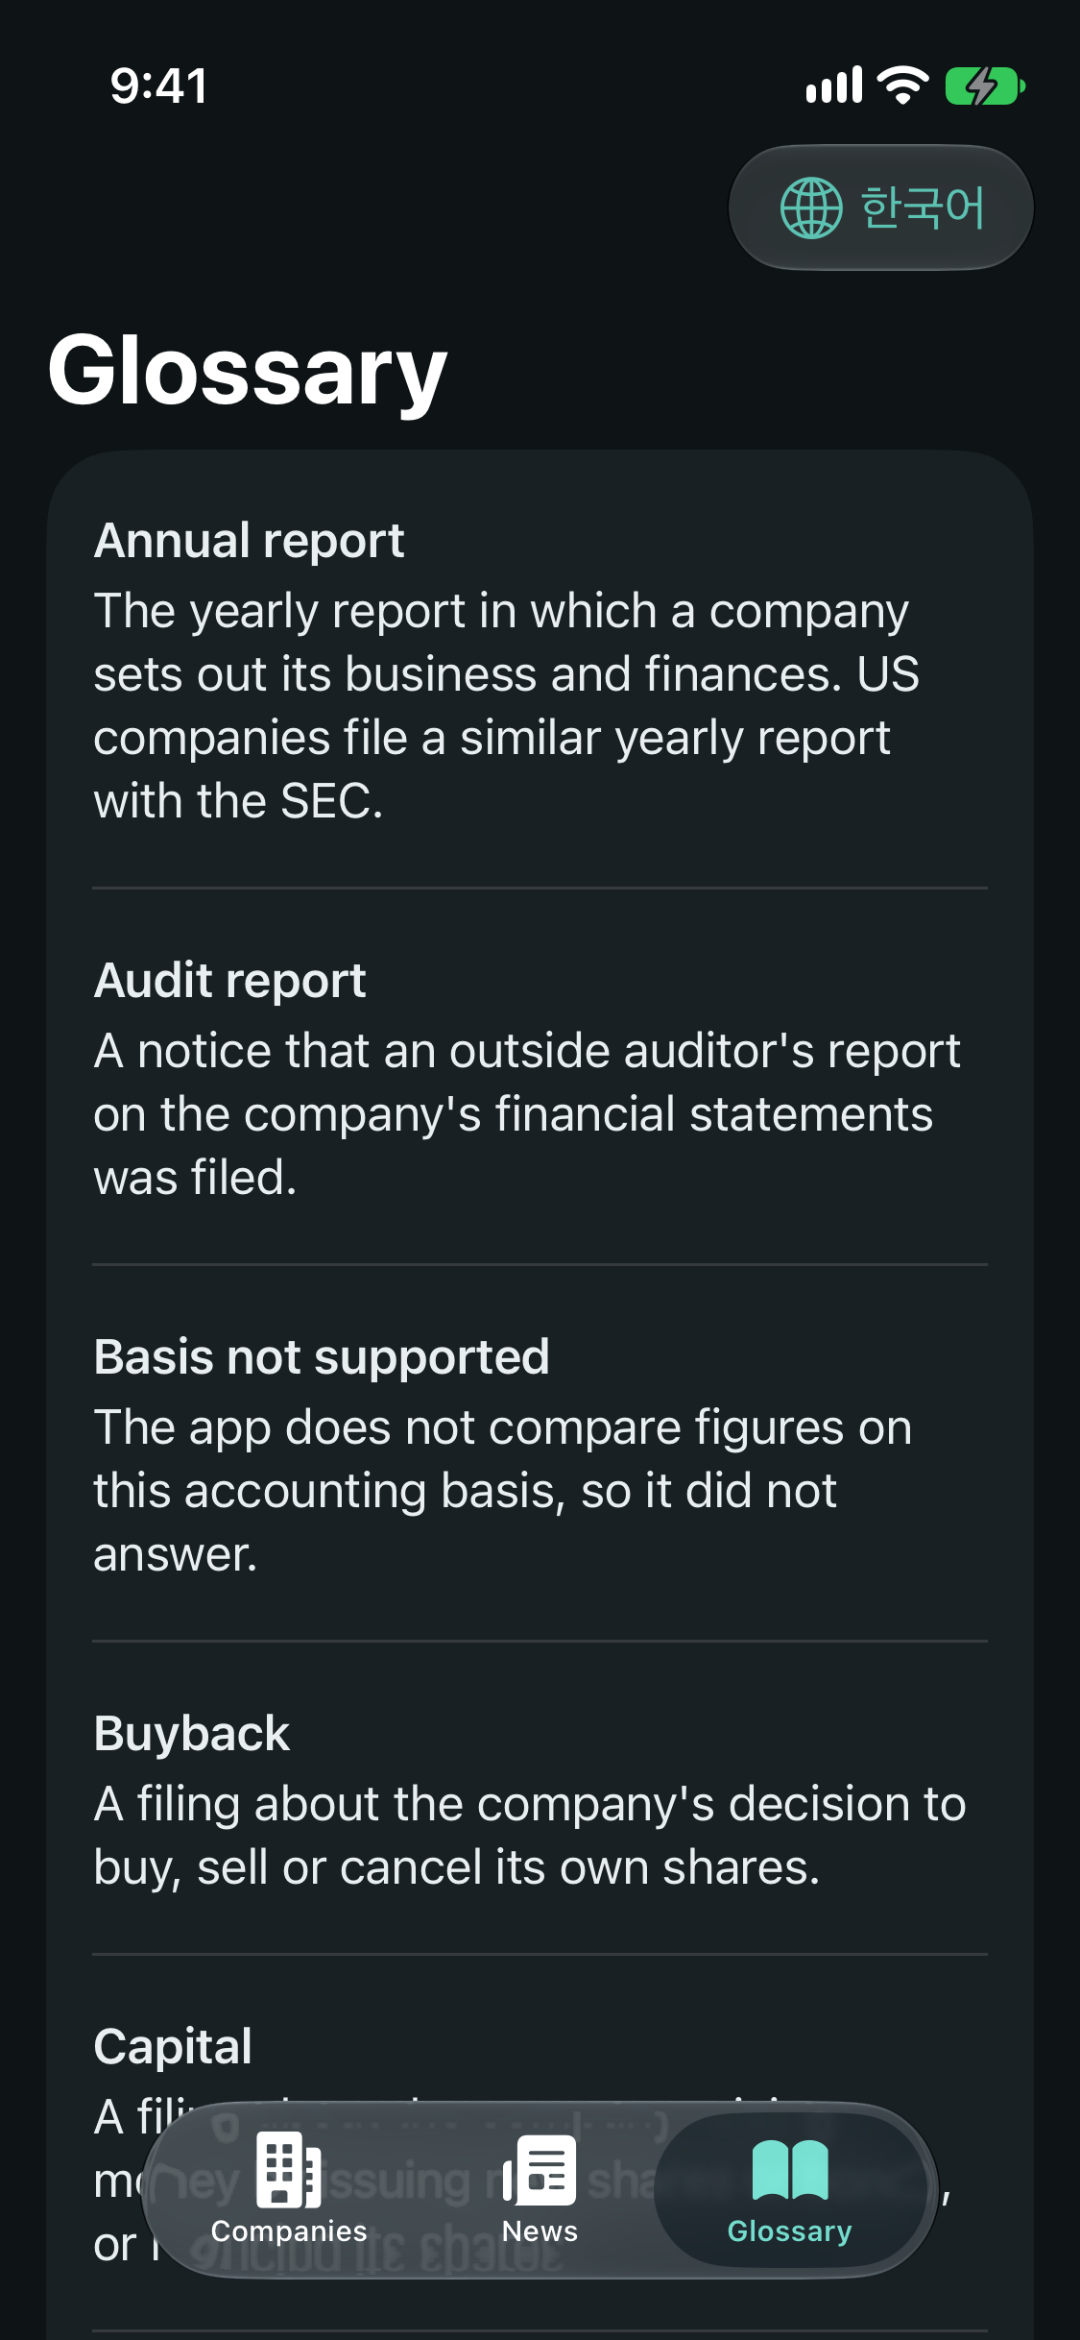 9:41
한국어
Glossary
Annual report
The yearly report in which a company
sets out its business and finances. US
companies file a similar yearly report
with the SEC.
Audit report
A notice that an outside auditor's report
on the company's financial statements
was filed.
Basis not supported
The app does not compare figures on
this accounting basis, so it did not
answer.
Buyback
A filing about the company's decision to
buy, sell or cancel its own shares.
Capital
A
issuing
or
Companies
News
Glossary